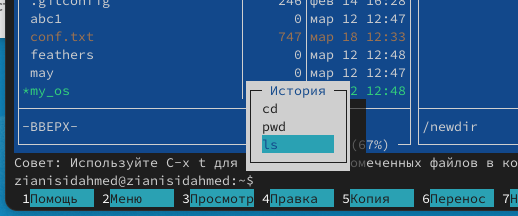 .gitconfig 246 фев 14 16:28
abc1 0 мар 12 12:47
conf.txt 747 мар 18 12:33
feathers 0 мар 12 12:48
may 0 мар 12 12:47
*my_os 12 12:48
История
cd
pwd
ls
-ВВЕРХ-
(67%)
/newdir
Совет: Используйте C-x t для омеченных файлов в ко
zianisidahmed@zianisidahmed:~$
1Помощь 2Меню 3Просмотр 4Правка 5Копия 6Перенос 7Н